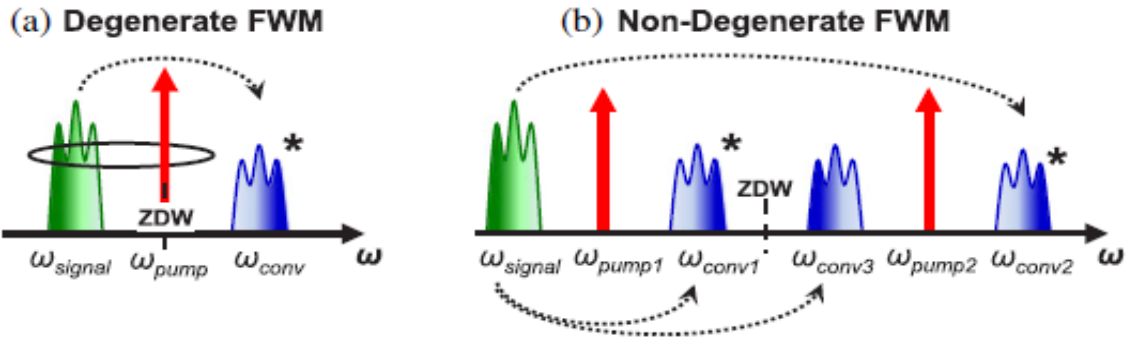 (a) Degenerate FWM
*
ZDW
ω_signal ω_pump ω_conv ω
(b) Non-Degenerate FWM
* *
ZDW
ω_signal ω_pump1 ω_conv1 ω_conv3 ω_pump2 ω_conv2 ω